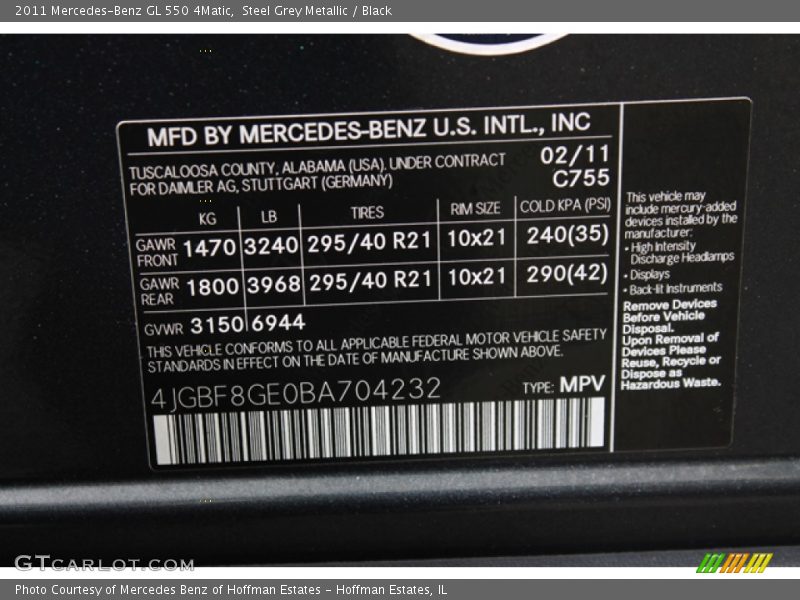 2011 Mercedes-Benz GL 550 4Matic, Steel Grey Metallic / Black
MFD BY MERCEDES-BENZ U.S. INTL., INC
TUSCALOOSA COUNTY, ALABAMA (USA), UNDER CONTRACT
FOR DAIMLER AG, STUTTGART (GERMANY)
02/11
C755
KG LB TIRES RIM SIZE COLD KPA (PSI)
GAWR FRONT 1470 3240 295/40 R21 10x21 240(35)
GAWR REAR 1800 3968 295/40 R21 10x21 290(42)
GVWR 3150 6944
THIS VEHICLE CONFORMS TO ALL APPLICABLE FEDERAL MOTOR VEHICLE SAFETY
STANDARDS IN EFFECT ON THE DATE OF MANUFACTURE SHOWN ABOVE.
4JGBF8GE0BA704232 TYPE: MPV
This vehicle may
include mercury-added
devices installed by the
manufacturer:
• High Intensity
Discharge Headlamps
• Displays
• Back-lit Instruments
Remove Devices
Before Vehicle
Disposal.
Upon Removal of
Devices Please
Reuse, Recycle or
Dispose as
Hazardous Waste.
GTCARLOT.COM
Photo Courtesy of Mercedes Benz of Hoffman Estates - Hoffman Estates, IL